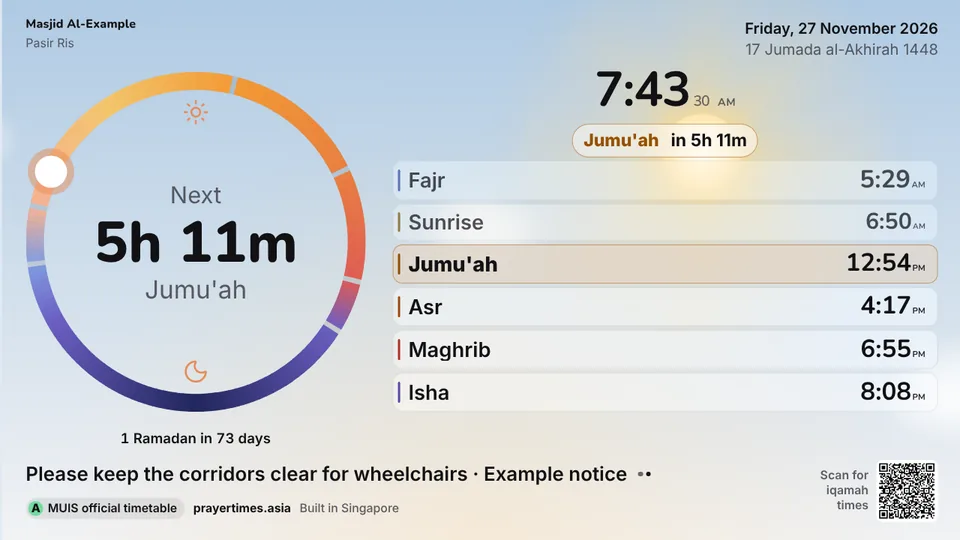 Masjid Al-Example
Pasir Ris
Friday, 27 November 2026
17 Jumada al-Akhirah 1448
7:43 30 AM
Jumu'ah in 5h 11m
Next
5h 11m
Jumu'ah
Fajr 5:29 AM
Sunrise 6:50 AM
Jumu'ah 12:54 PM
Asr 4:17 PM
Maghrib 6:55 PM
Isha 8:08 PM
1 Ramadan in 73 days
Please keep the corridors clear for wheelchairs · Example notice
A MUIS official timetable prayertimes.asia Built in Singapore
Scan for
iqamah
times